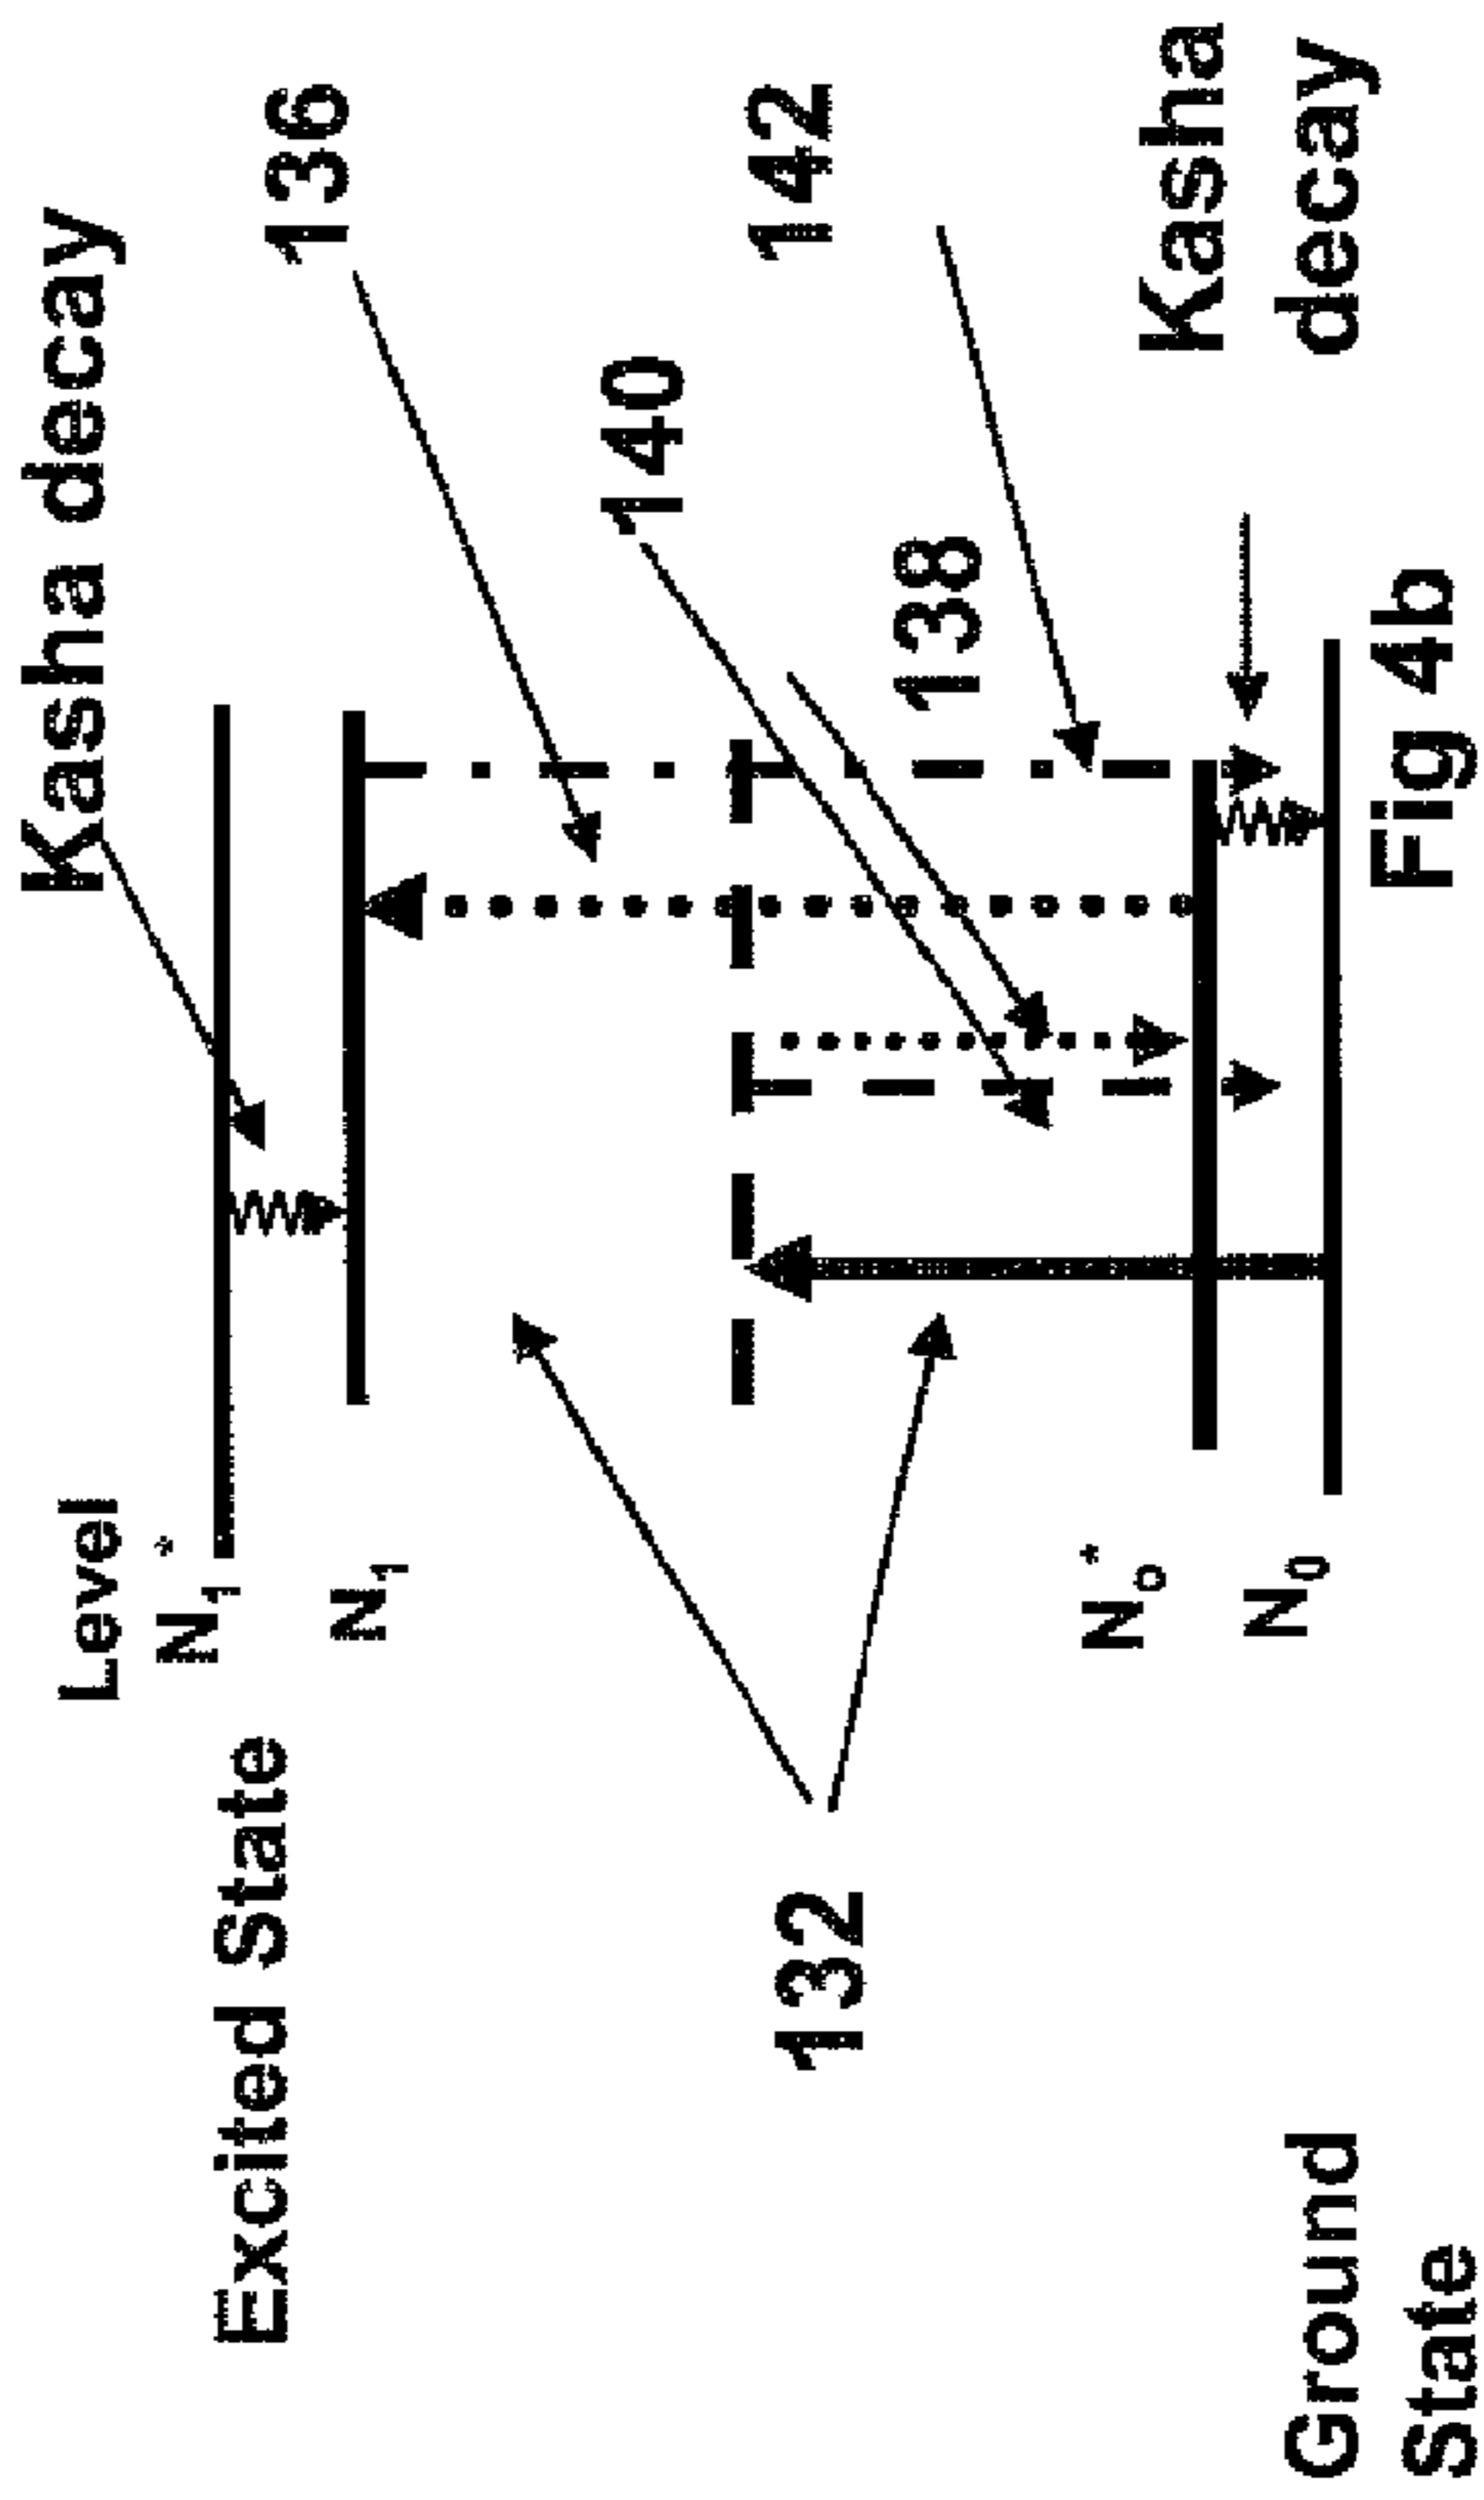 Level
Kasha decay
N₁*
Excited State
136
N₁
140
142
132
138
N₀*
Kasha
decay
N₀
Ground
State
Fig 4b